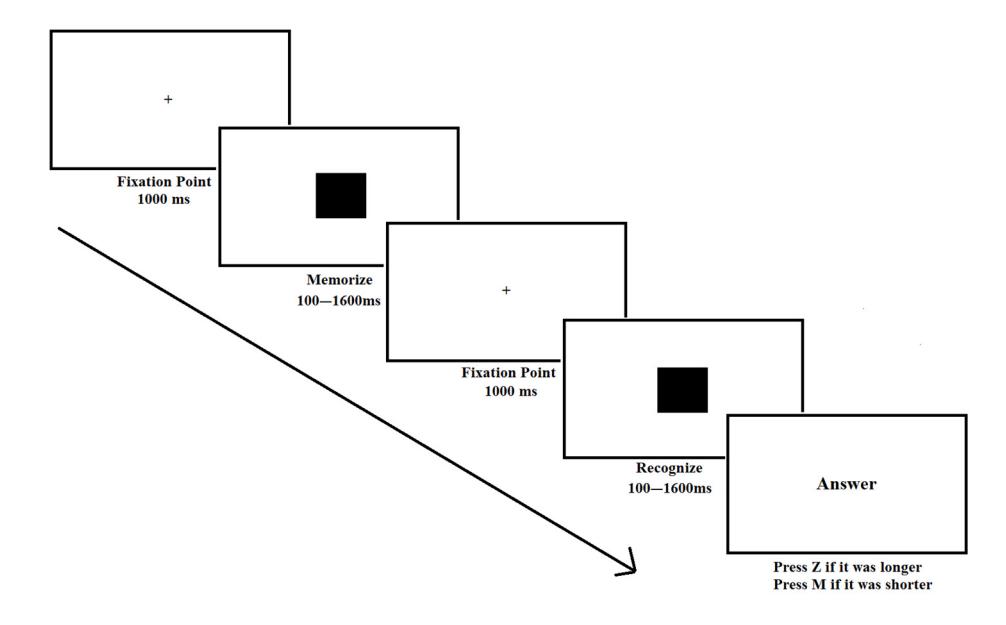 +
Fixation Point
1000 ms
Memorize
100—1600ms
+
Fixation Point
1000 ms
Recognize
100—1600ms
Answer
Press Z if it was longer
Press M if it was shorter